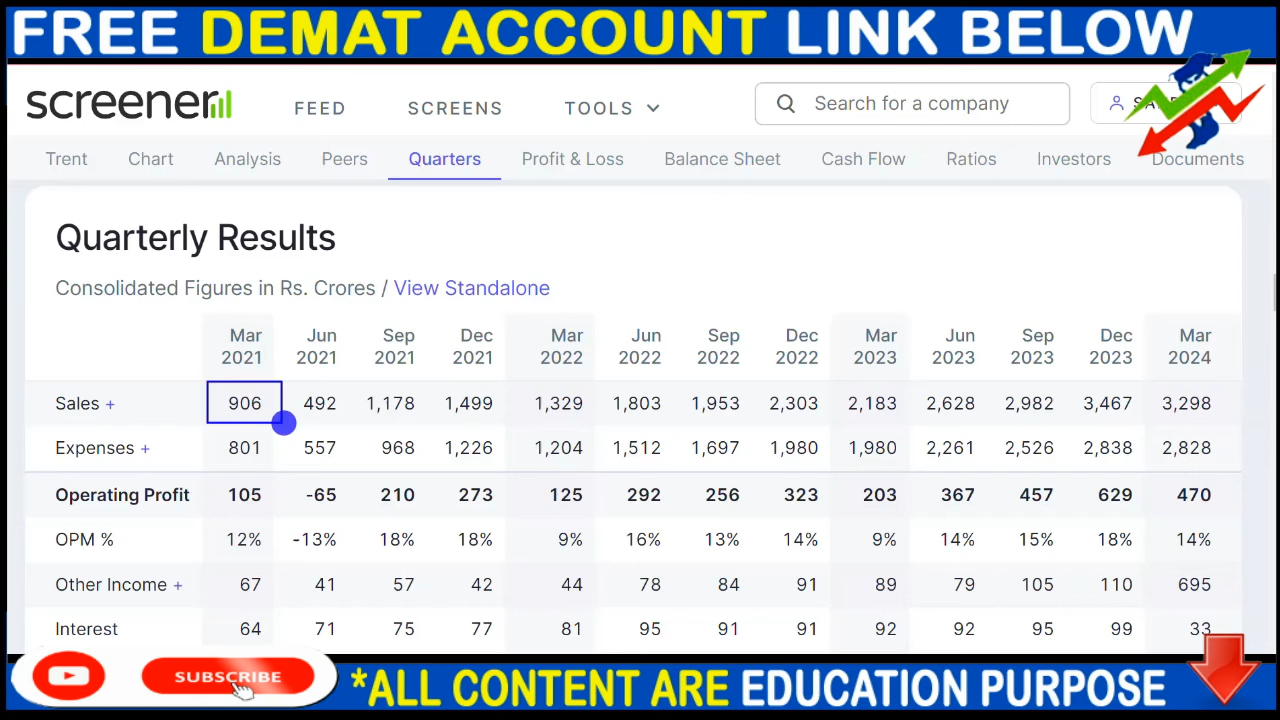 FREE DEMAT ACCOUNT LINK BELOW
screener FEED SCREENS TOOLS Search for a company
Trent Chart Analysis Peers Quarters Profit & Loss Balance Sheet Cash Flow Ratios Investors Documents
Quarterly Results
Consolidated Figures in Rs. Crores / View Standalone
Mar Jun Sep Dec Mar Jun Sep Dec Mar Jun Sep Dec Mar
2021 2021 2021 2021 2022 2022 2022 2022 2023 2023 2023 2023 2024
Sales + 906 492 1,178 1,499 1,329 1,803 1,953 2,303 2,183 2,628 2,982 3,467 3,298
Expenses + 801 557 968 1,226 1,204 1,512 1,697 1,980 1,980 2,261 2,526 2,838 2,828
Operating Profit 105 -65 210 273 125 292 256 323 203 367 457 629 470
OPM % 12% -13% 18% 18% 9% 16% 13% 14% 9% 14% 15% 18% 14%
Other Income + 67 41 57 42 44 78 84 91 89 79 105 110 695
Interest 64 71 75 77 81 95 91 91 92 92 95 99 33
SUBSCRIBE
*ALL CONTENT ARE EDUCATION PURPOSE